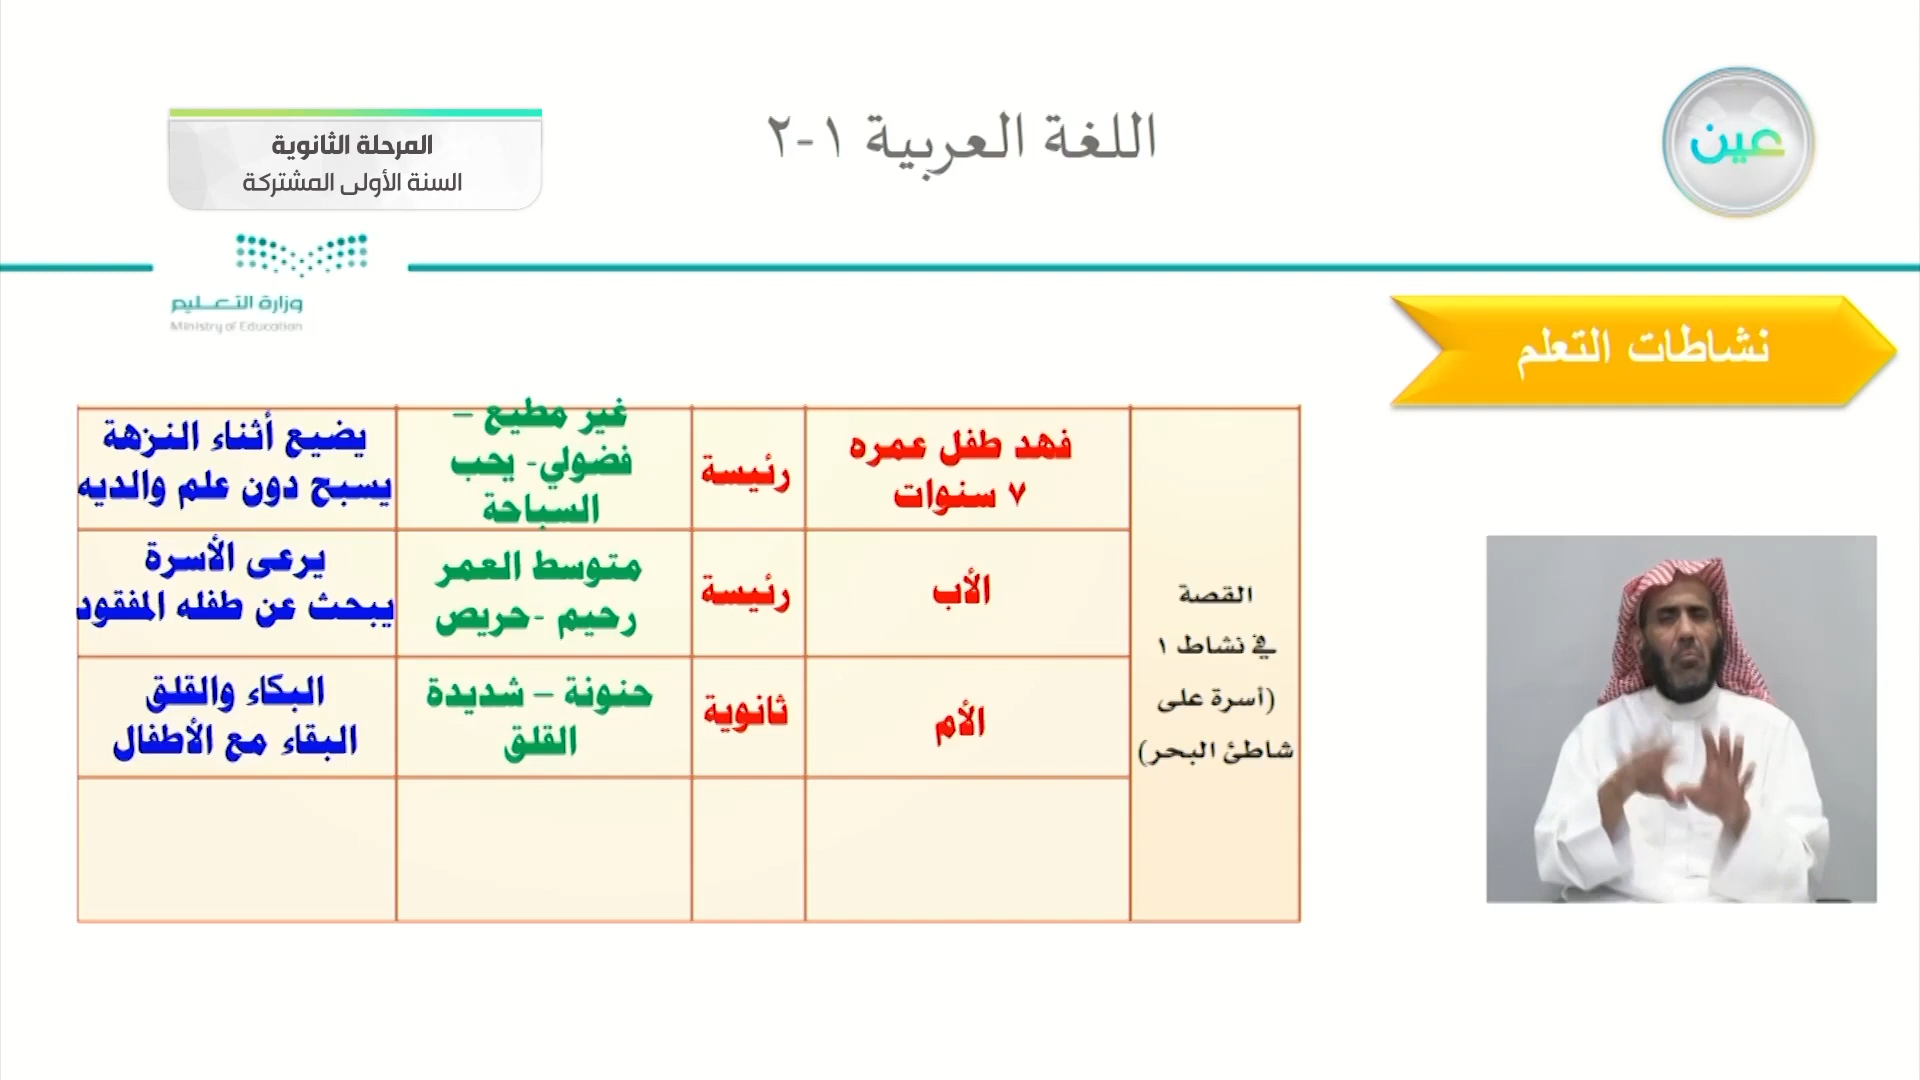 عين
اللغة العربية ١-٢
المرحلة الثانوية
السنة الأولى المشتركة
وزارة التعليم
Ministry of Education
نشاطات التعلم
القصة
في نشاط ١
(أسرة على
شاطئ البحر)
فهد طفل عمره
٧ سنوات
رئيسة
غير مطيع –
فضولي- يحب
السباحة
يضيع أثناء النزهة
يسبح دون علم والديه
الأب
رئيسة
متوسط العمر
رحيم -حريص
يرعى الأسرة
يبحث عن طفله المفقود
الأم
ثانوية
حنونة – شديدة
القلق
البكاء والقلق
البقاء مع الأطفال